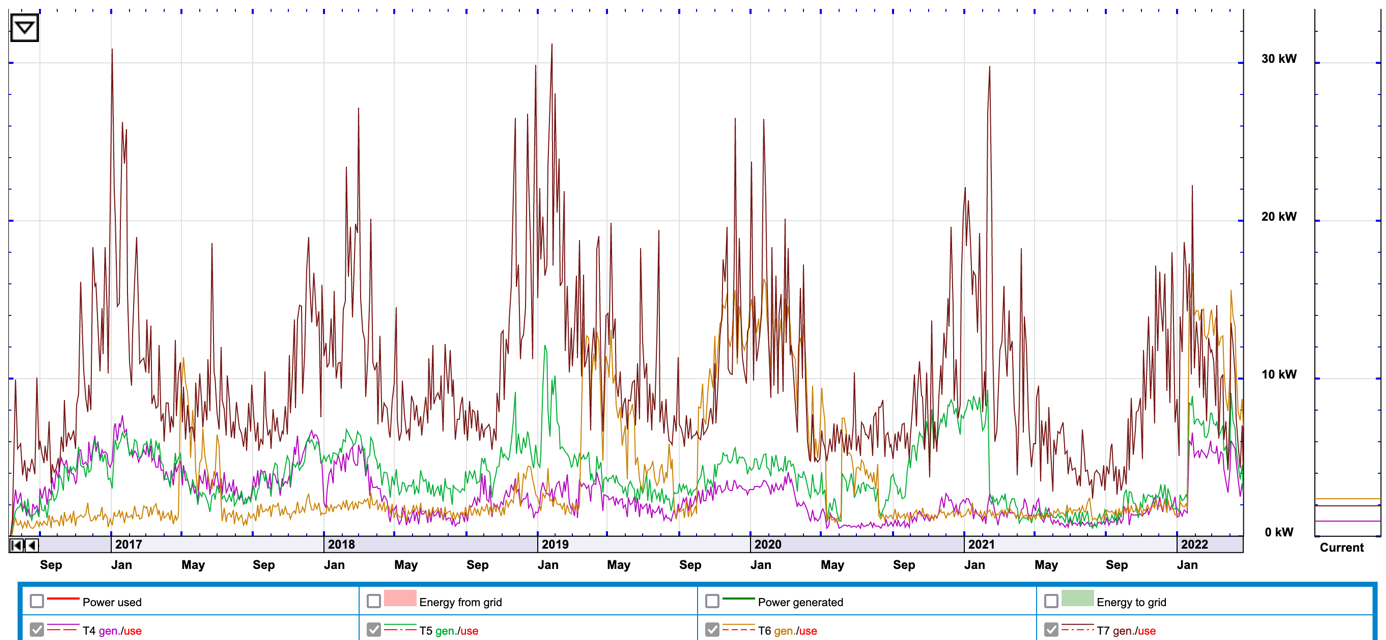 30 kW
20 kW
10 kW
0 kW
2017 2018 2019 2020 2021 2022
Sep Jan May Sep Jan May Sep Jan May Sep Jan May Sep Jan May Sep Jan
Current
Power used Energy from grid Power generated Energy to grid
T4 gen./use T5 gen./use T6 gen./use T7 gen./use